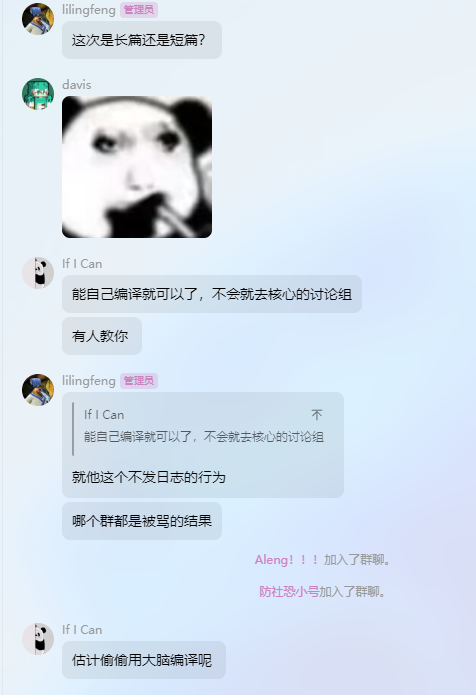 lilingfeng 管理员
这次是长篇还是短篇?
davis
If I Can
能自己编译就可以了，不会就去核心的讨论组
有人教你
lilingfeng 管理员
If I Can
能自己编译就可以了，不会就去核心的讨论组
就他这个不发日志的行为
哪个群都是被骂的结果
Aleng！！！加入了群聊。
防社恐小号加入了群聊。
If I Can
估计偷偷用大脑编译呢